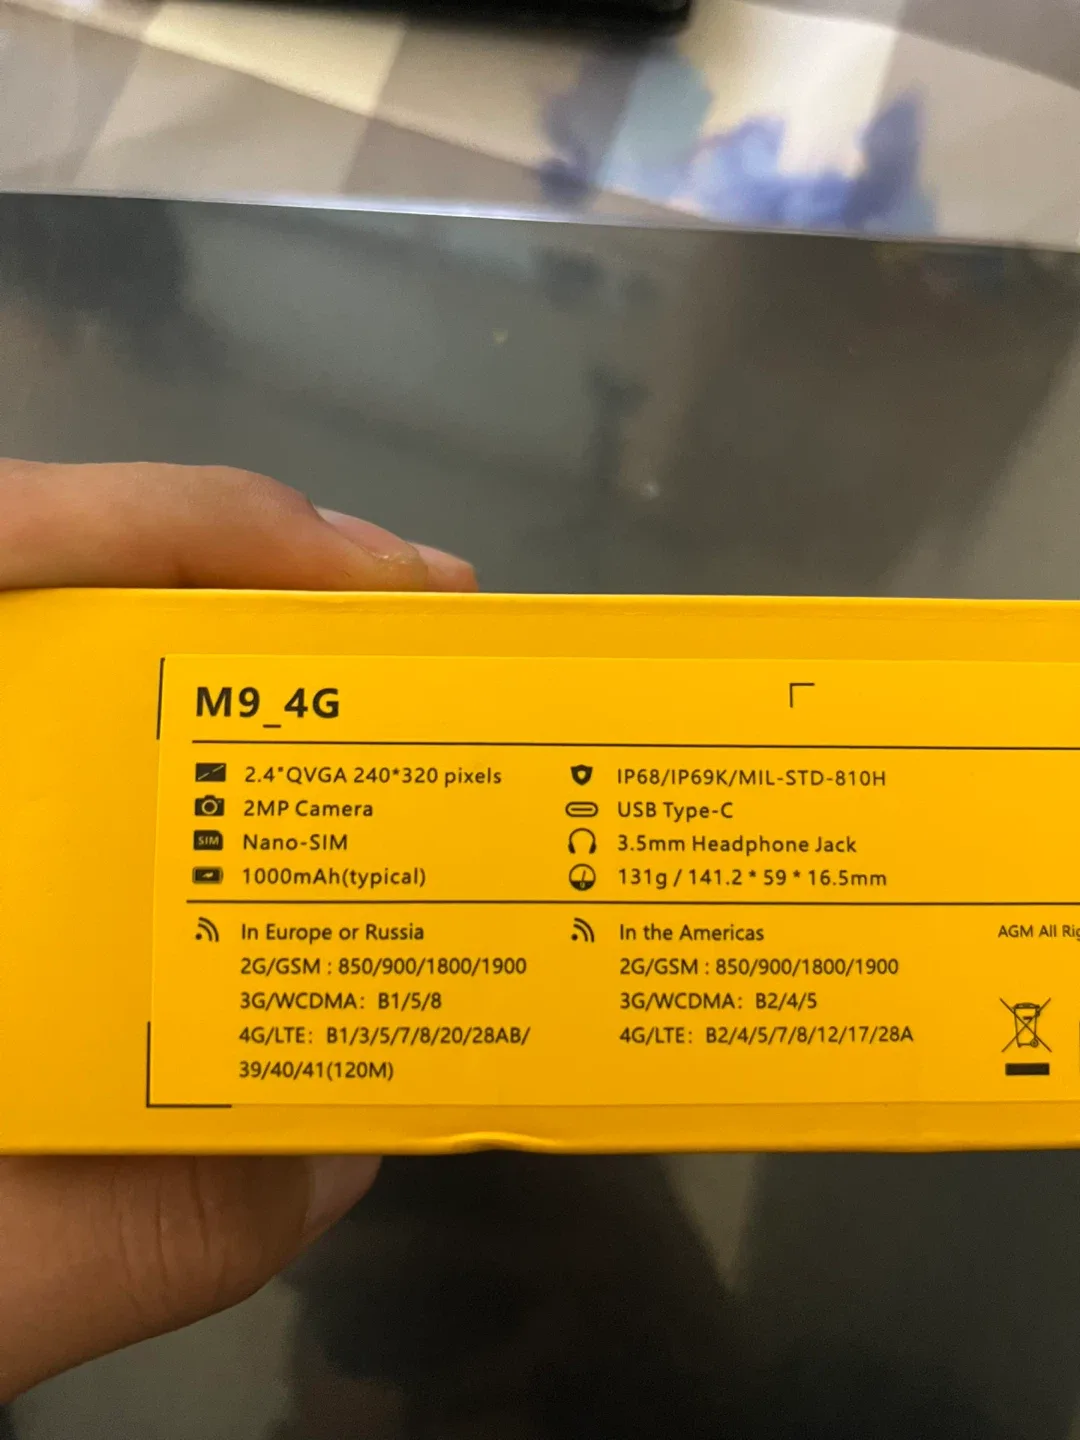 M9_4G
2.4"QVGA 240*320 pixels
2MP Camera
SIM Nano-SIM
1000mAh(typical)
IP68/IP69K/MIL-STD-810H
USB Type-C
3.5mm Headphone Jack
131g / 141.2 * 59 * 16.5mm
In Europe or Russia
2G/GSM : 850/900/1800/1900
3G/WCDMA: B1/5/8
4G/LTE: B1/3/5/7/8/20/28AB/
39/40/41(120M)
In the Americas
2G/GSM : 850/900/1800/1900
3G/WCDMA: B2/4/5
4G/LTE: B2/4/5/7/8/12/17/28A
AGM All